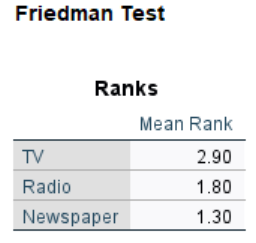 Friedman Test
Ranks
Mean Rank
TV 2.90
Radio 1.80
Newspaper 1.30